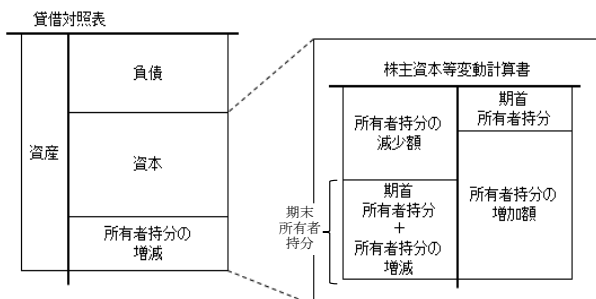 貸借対照表
資産
負債
資本
所有者持分の
増減
株主資本等変動計算書
所有者持分の
減少額
期首
所有者持分
期末
所有者
持分
期首
所有者持分
+
所有者持分の
増減
所有者持分の
増加額